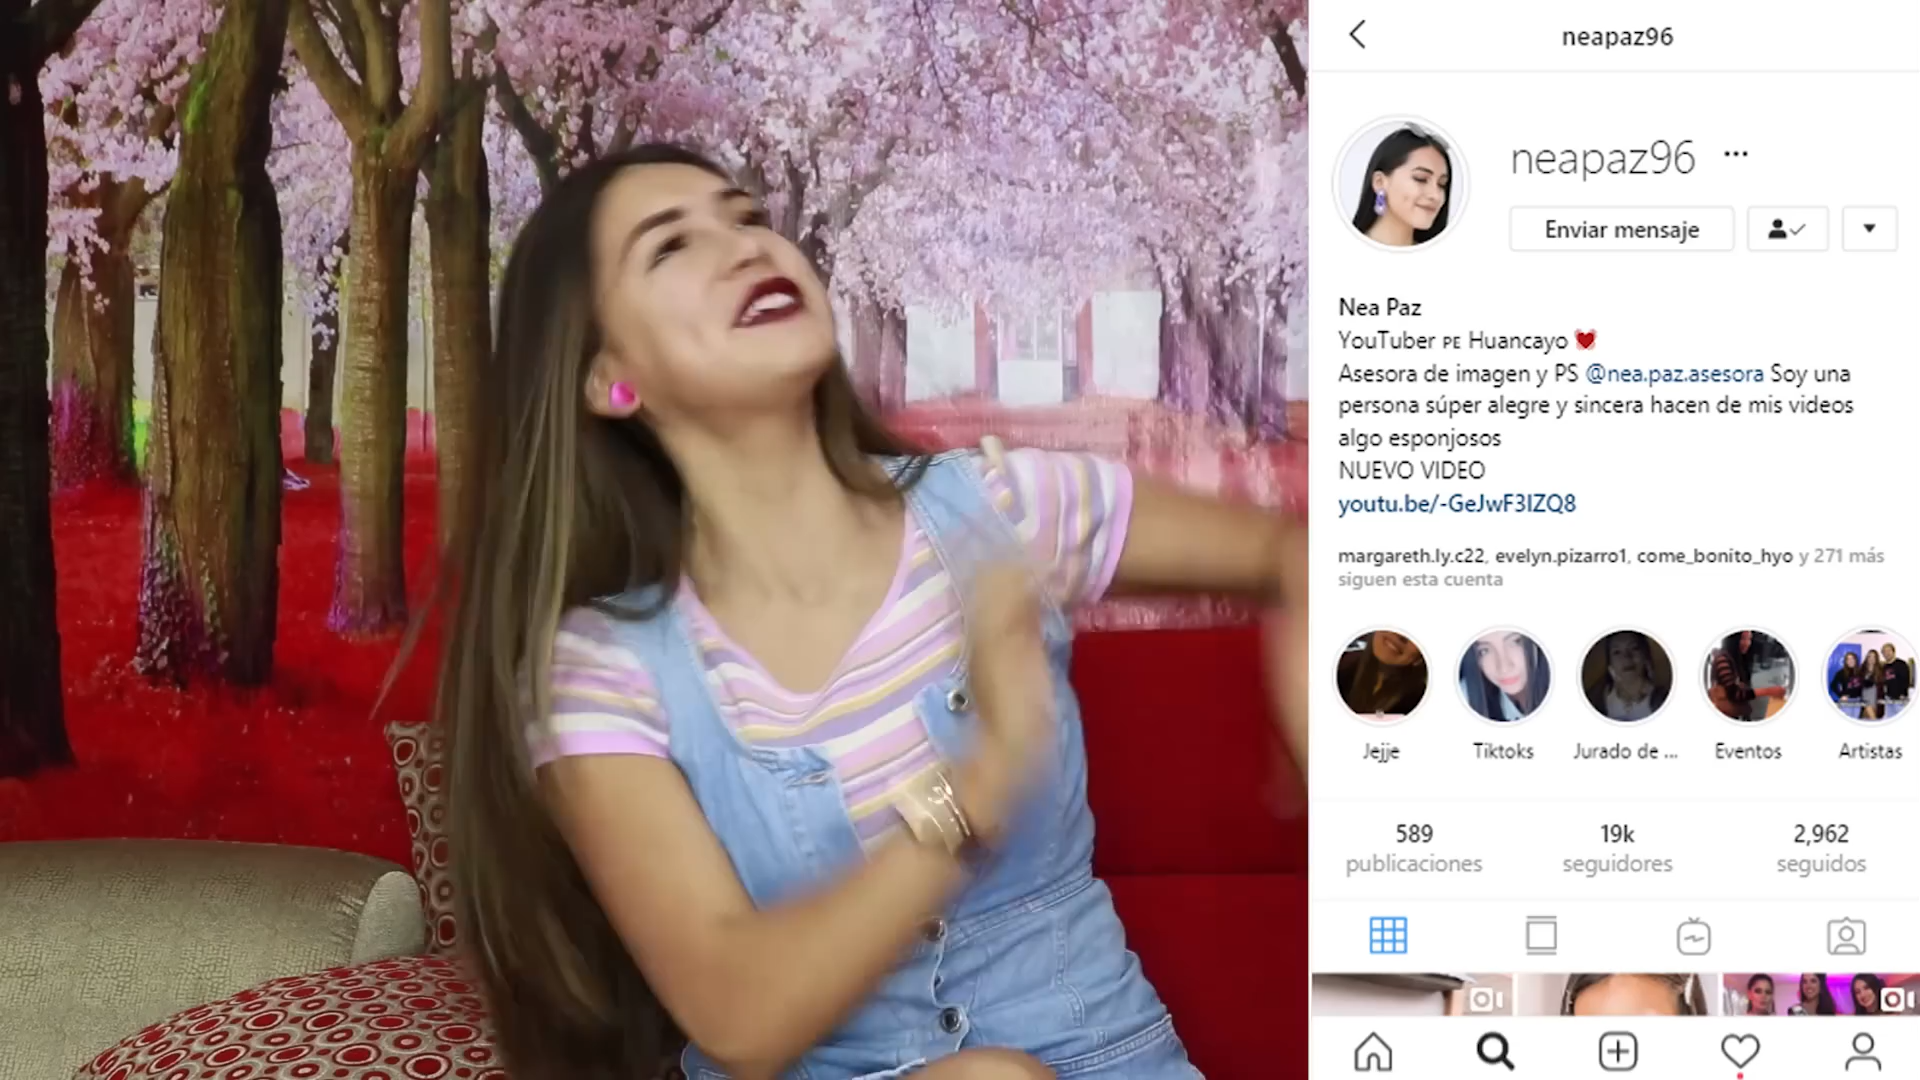 neapaz96
neapaz96 ...
Enviar mensaje
Nea Paz
YouTuber PE Huancayo
Asesora de imagen y PS @nea.paz.asesora Soy una
persona súper alegre y sincera hacen de mis videos
algo esponjosos
NUEVO VIDEO
youtu.be/-GeJwF3IZQ8
margareth.ly.c22, evelyn.pizarro1, come_bonito_hyo y 271 más
siguen esta cuenta
Jejje Tiktoks Jurado de ... Eventos Artistas
589 19k 2,962
publicaciones seguidores seguidos